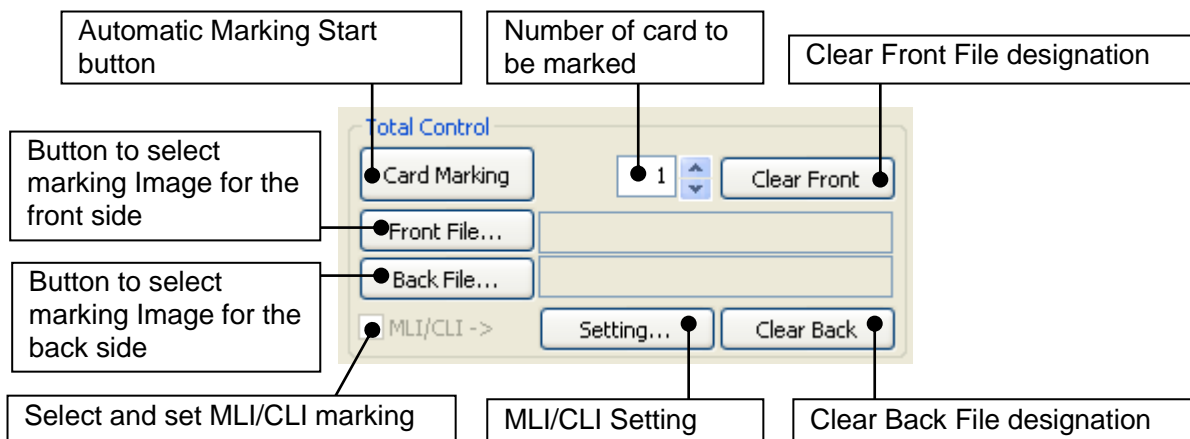 Automatic Marking Start
button
Number of card to
be marked
Clear Front File designation
Button to select
marking Image for the
front side
Total Control
Card Marking
1
Clear Front
Front File...
Button to select
marking Image for the
back side
Back File...
MLI/CLI ->
Setting...
Clear Back
Select and set MLI/CLI marking
MLI/CLI Setting
Clear Back File designation